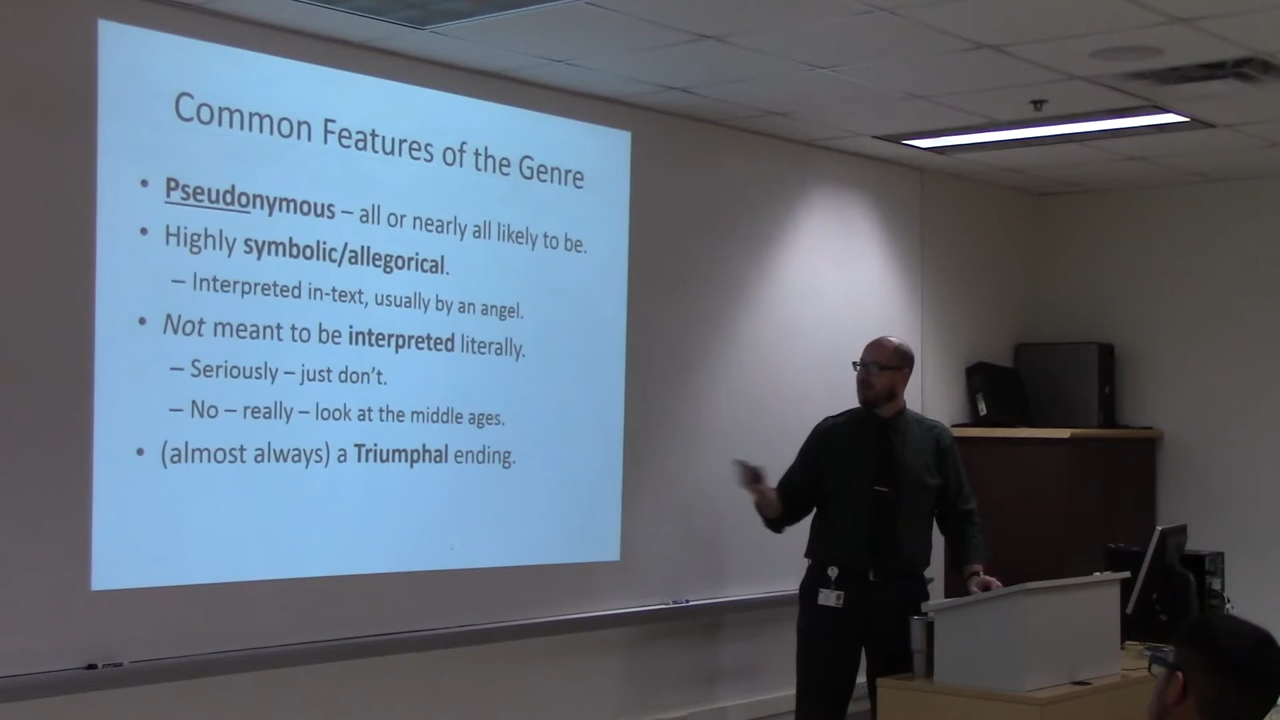 Common Features of the Genre
• Pseudonymous – all or nearly all likely to be.
• Highly symbolic/allegorical.
– Interpreted in-text, usually by an angel.
• Not meant to be interpreted literally.
– Seriously – just don't.
– No – really – look at the middle ages.
• (almost always) a Triumphal ending.